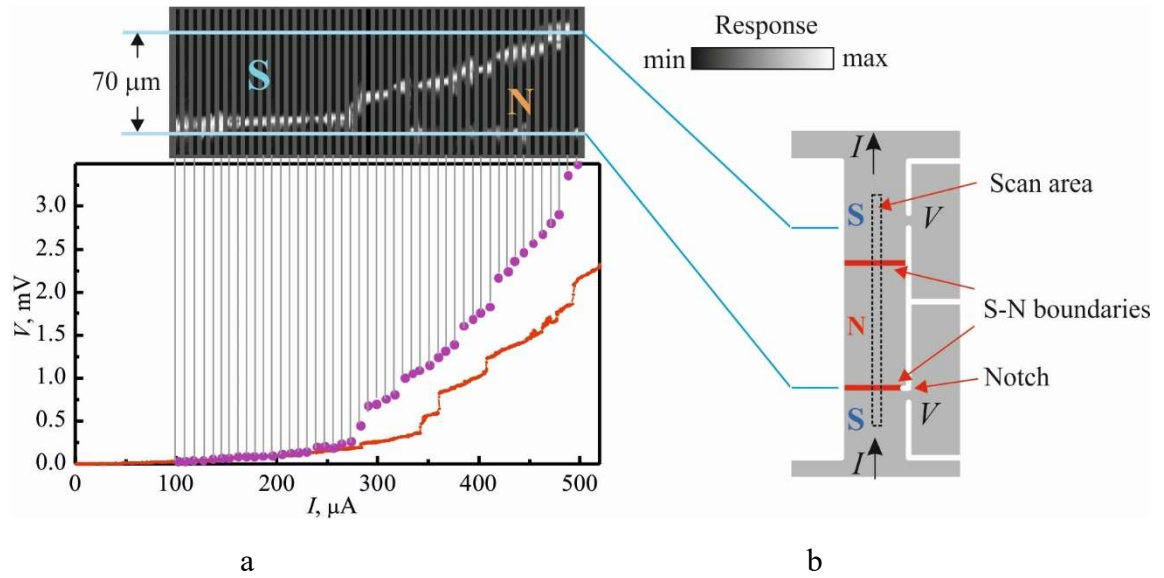 Response
min max
70 μm
S
N
3.0
2.5
2.0
1.5
1.0
0.5
0.0
V, mV
0 100 200 300 400 500
I, μA
I
Scan area
S
V
S-N boundaries
N
Notch
S
V
I
a b